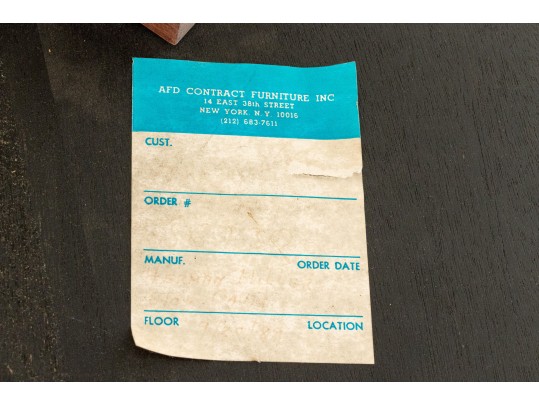 AFD CONTRACT FURNITURE INC
14 EAST 38th STREET
NEW YORK, N.Y. 10016
(212) 683-7611
CUST.
ORDER #
MANUF. ORDER DATE
FLOOR LOCATION